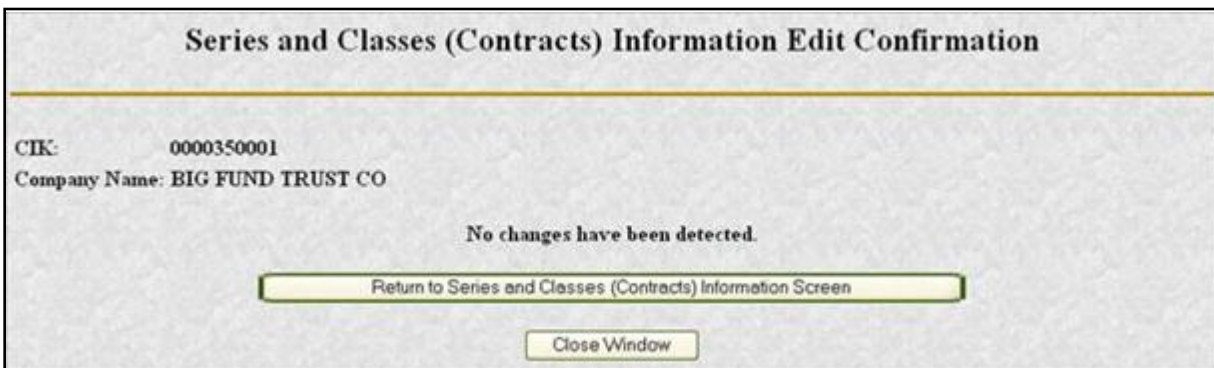 Series and Classes (Contracts) Information Edit Confirmation
CIK: 0000350001
Company Name: BIG FUND TRUST CO
No changes have been detected.
Return to Series and Classes (Contracts) Information Screen
Close Window